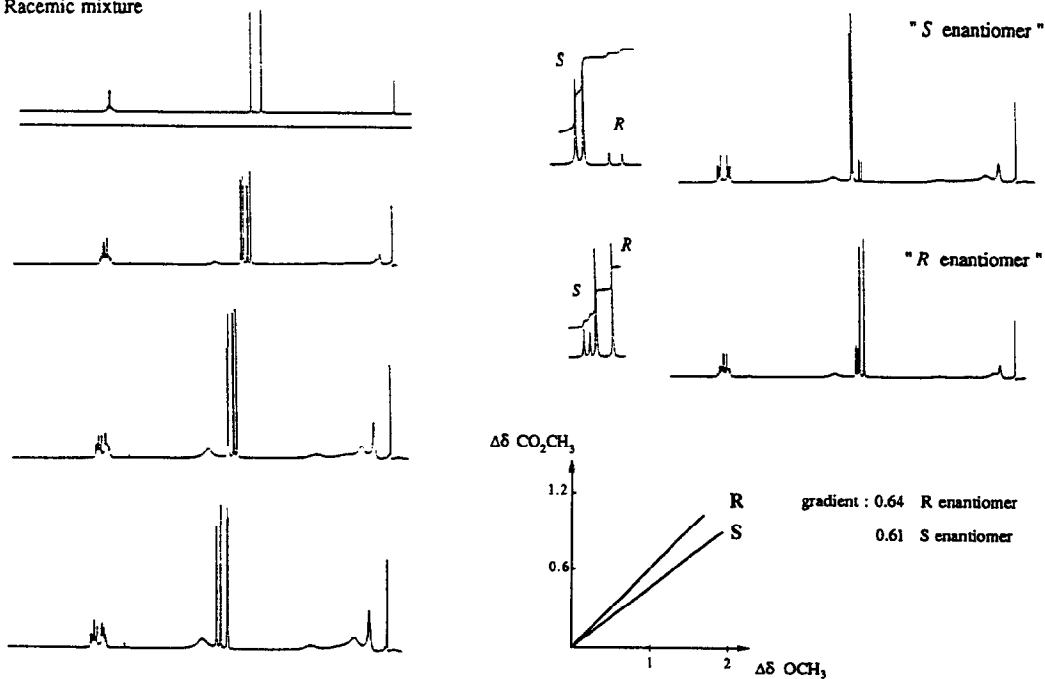 Racemic mixture
" S enantiomer "
S
R
R
" R enantiomer "
S
Δδ CO₂CH₃
1.2
R
gradient : 0.64 R enantiomer
S
0.61 S enantiomer
0.6
1
2
Δδ OCH₃